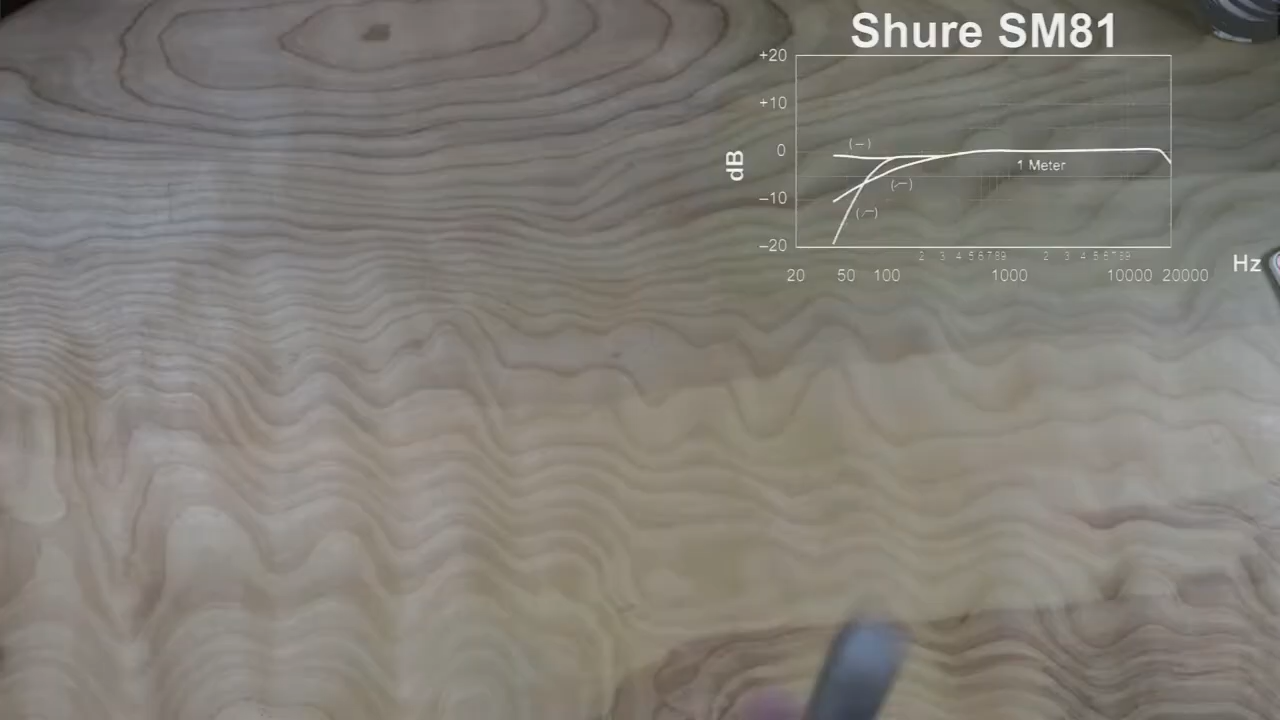 Shure SM81
+20
+10
0
−10
−20
dB
1 Meter
2 3 4 5 6 7 8 9 2 3 4 5 6 7 8 9
20 50 100 1000 10000 20000
Hz